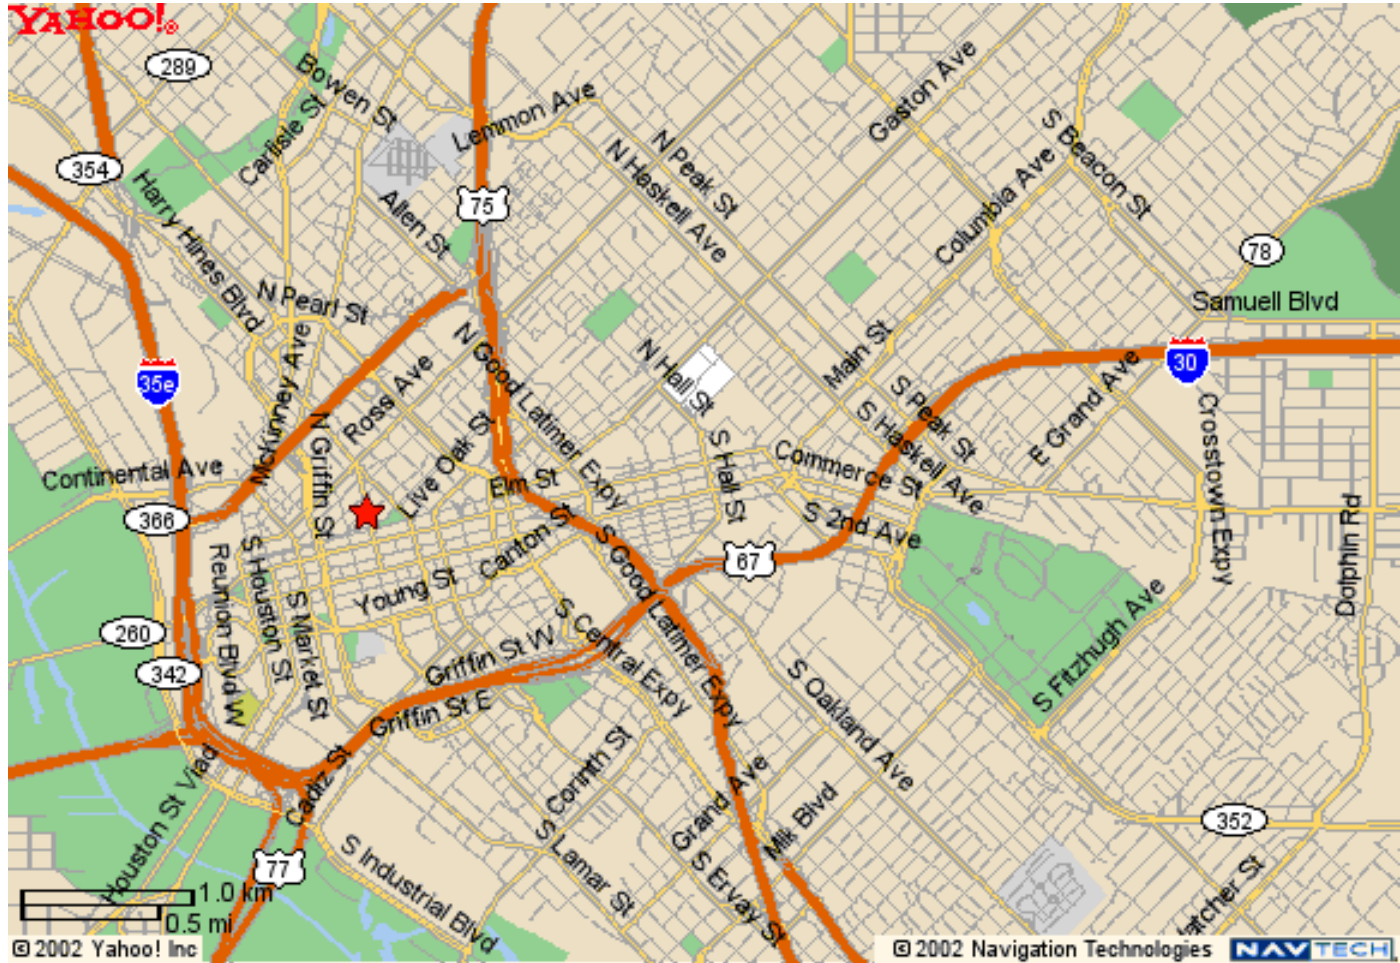 YAHOO!®
289
Bowen St
Carlisle St
Lemmon Ave
Gaston Ave
N Peak St
N Haskell Ave
S Beacon St
Columbia Ave
354
Harry Hines Blvd
Allen St
75
78
Samuell Blvd
N Pearl St
McKinney Ave
N Griffin St
Ross Ave
N Good Latimer Expy
N Hall St
Main St
35e
30
S Peak St
S Haskell Ave
E Grand Ave
Crosstown Expy
Continental Ave
Live Oak St
Elm St
S Hall St
Commerce St
366
S 2nd Ave
Dolphin Rd
Reunion Blvd W
S Houston St
S Market St
Young St
Canton S
S Good Latimer Expy
67
260
342
S Central Expy
Griffin St W
Griffin St E
S Oakland Ave
S Fitzhugh Ave
Houston St Viad
Cadiz St
S Corinth St
S Lamar St
Grand Ave
Mlk Blvd
S Ervay St
352
77
S Industrial Blvd
atcher St
1.0 km
0.5 mi
© 2002 Yahoo! Inc
© 2002 Navigation Technologies
NAVTECH